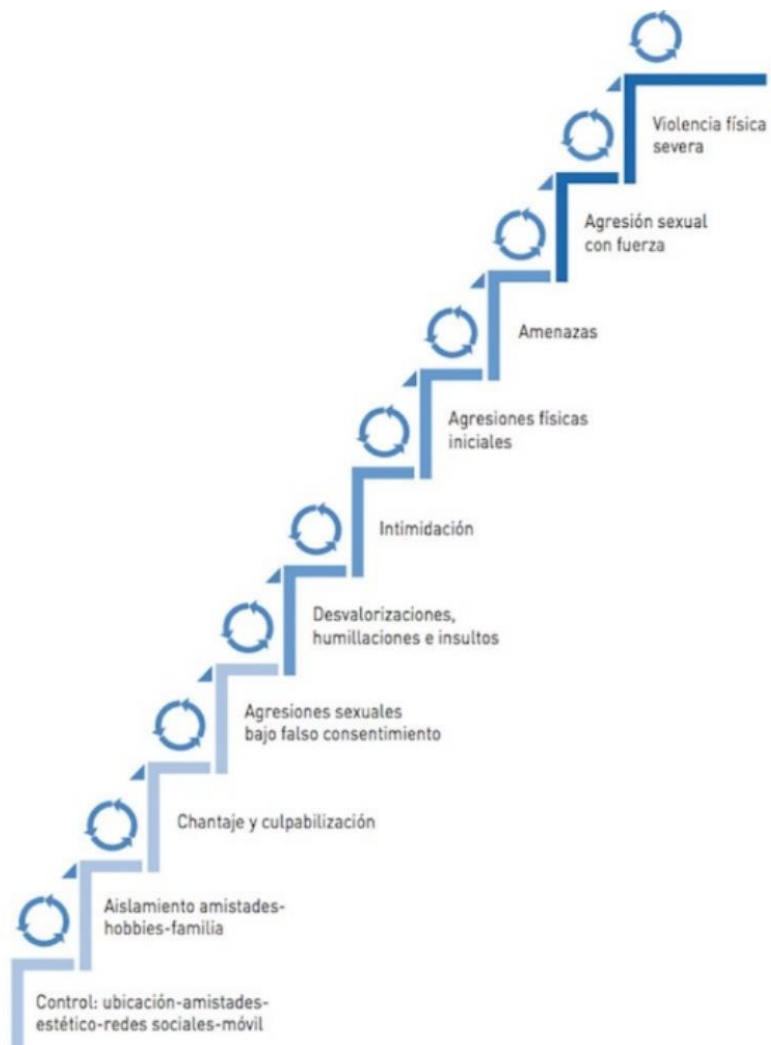 Violencia física
severa
Agresión sexual
con fuerza
Amenazas
Agresiones físicas
iniciales
Intimidación
Desvalorizaciones,
humillaciones e insultos
Agresiones sexuales
bajo falso consentimiento
Chantaje y culpabilización
Aislamiento amistades-
hobbies-familia
Control: ubicación-amistades-
estético-redes sociales-móvil